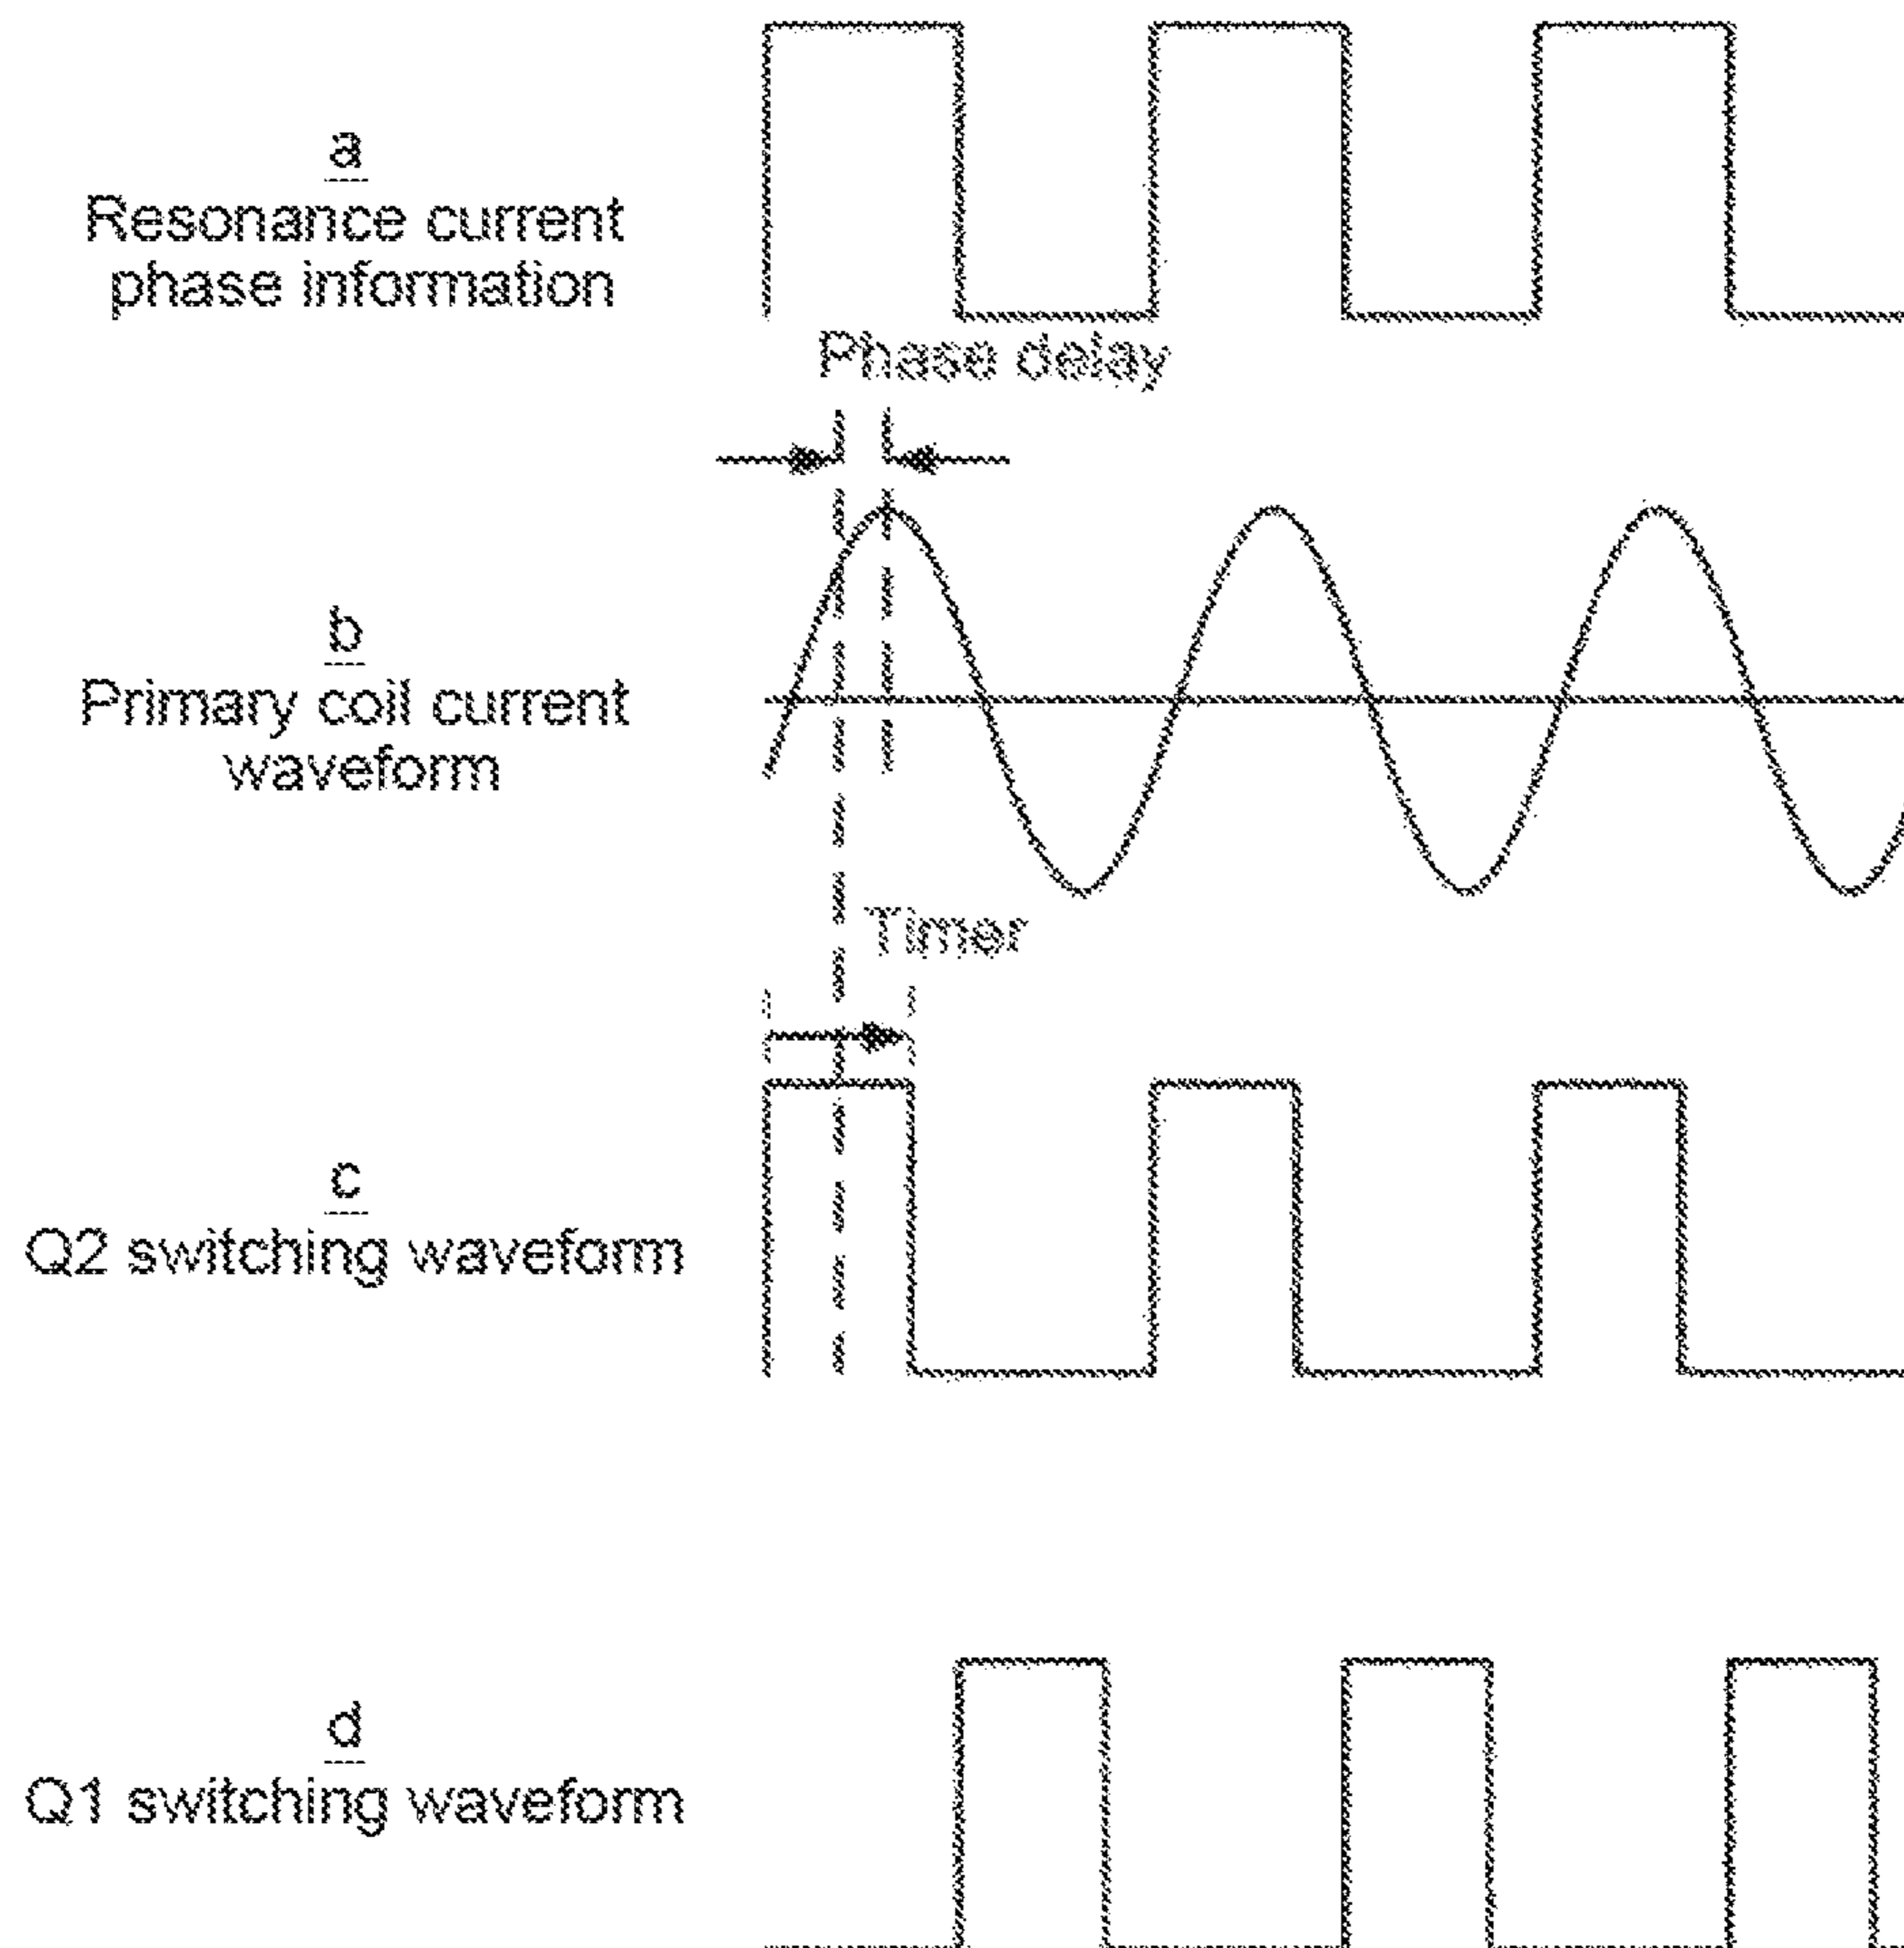 a
Resonance current
phase information
Phase delay
b
Primary coil current
waveform
Timer
c
Q2 switching waveform
d
Q1 switching waveform